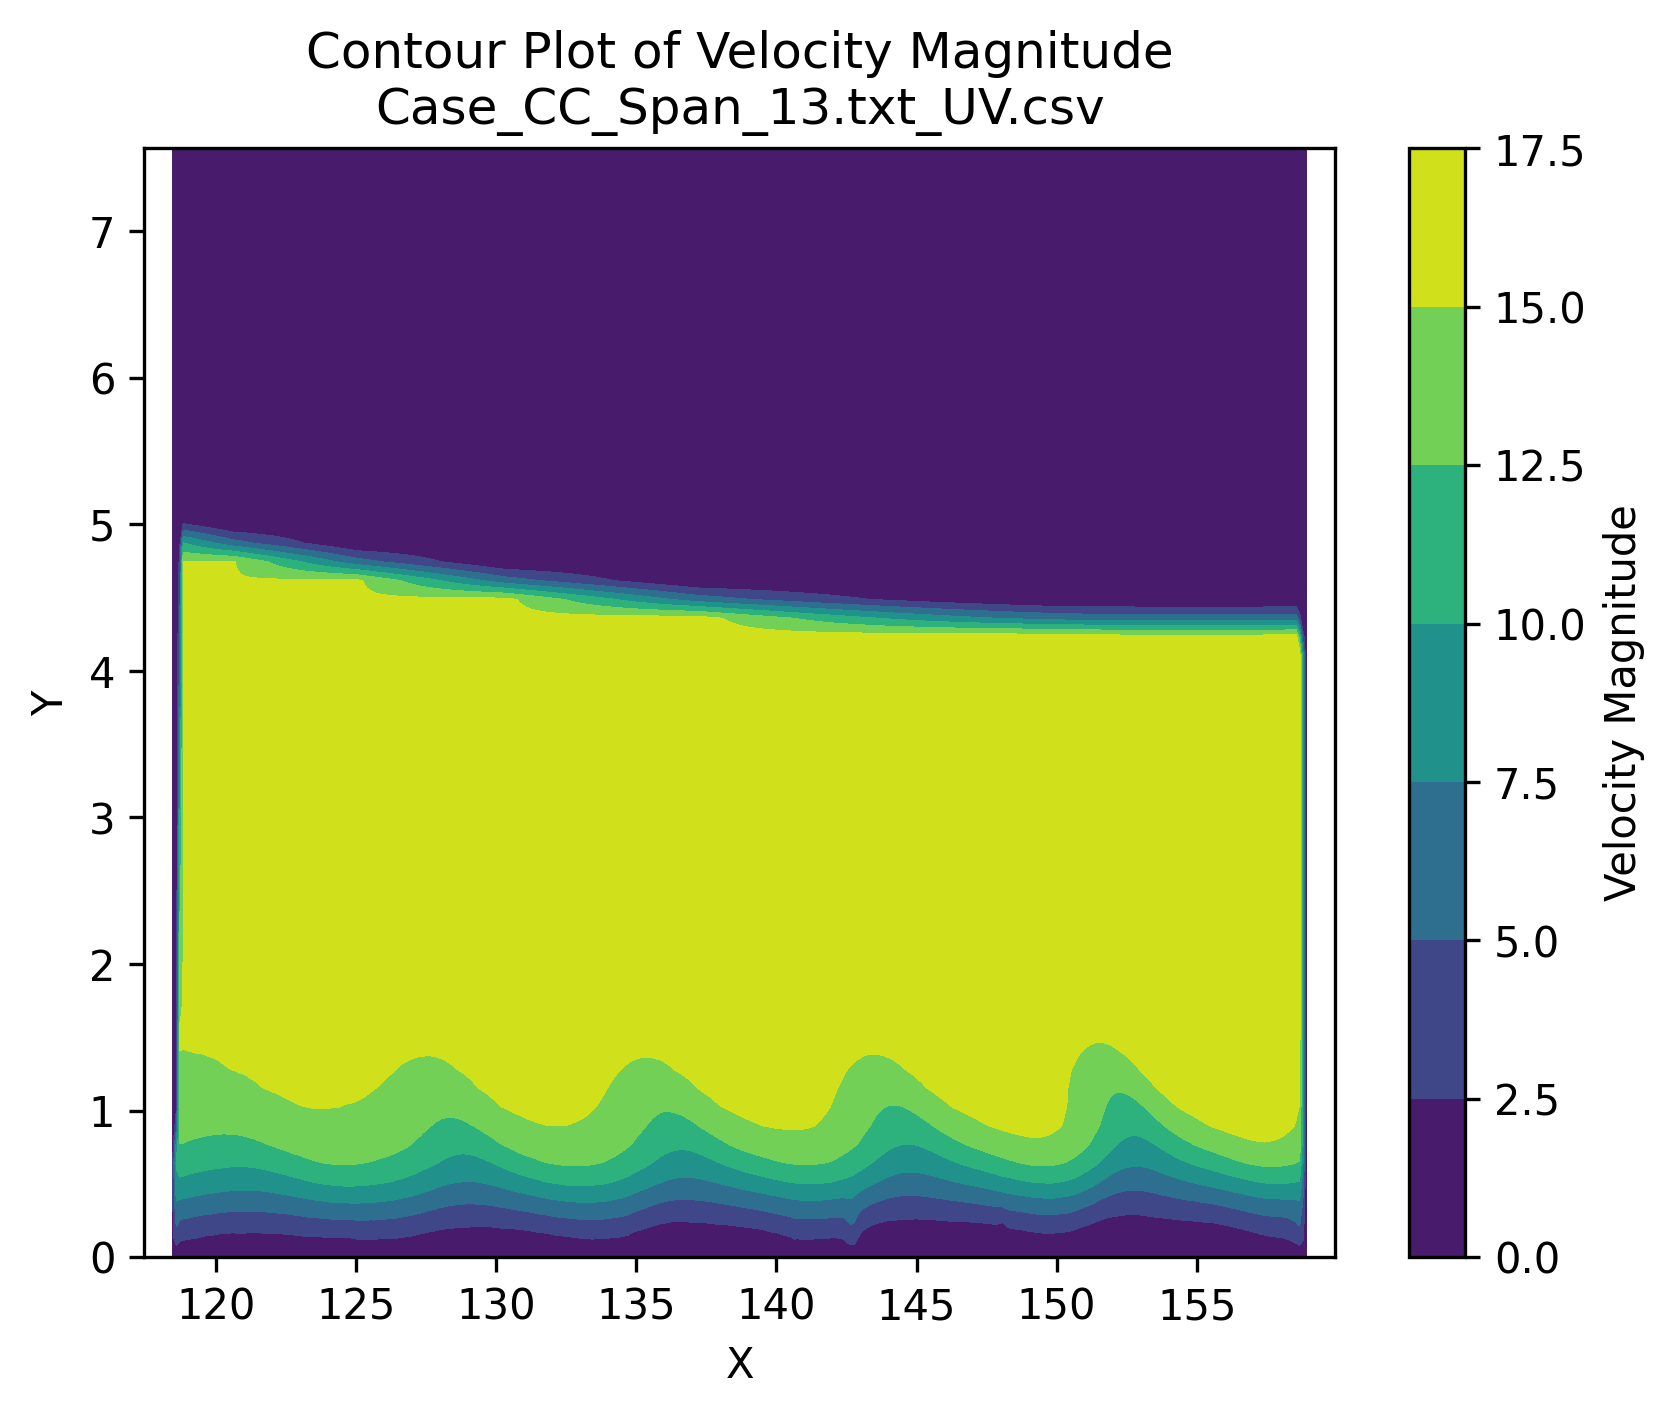 Contour Plot of Velocity Magnitude
Case_CC_Span_13.txt_UV.csv
7
6
5
4
3
2
1
0
Y
120 125 130 135 140 145 150 155
X
17.5
15.0
12.5
10.0
7.5
5.0
2.5
0.0
Velocity Magnitude